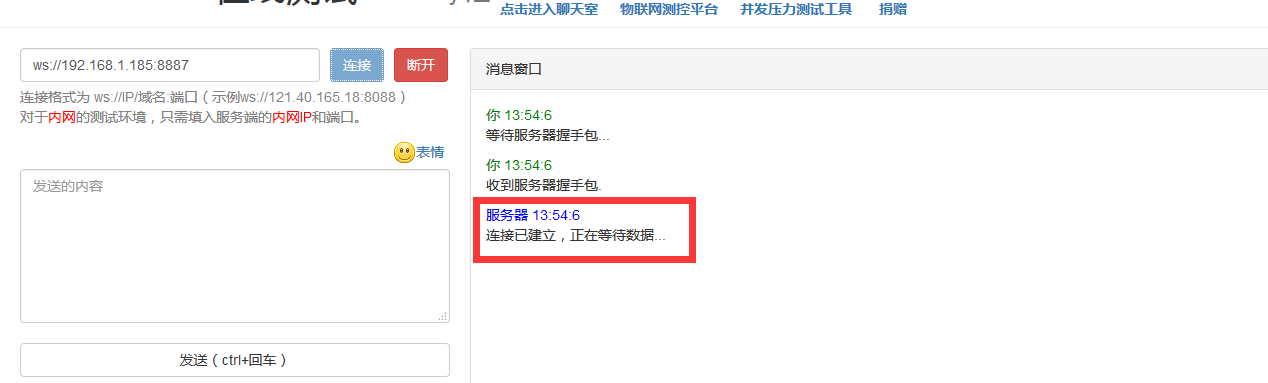 点击进入聊天室 物联网测控平台 并发压力测试工具 捐赠
ws://192.168.1.185:8887 连接 断开
连接格式为 ws://IP/域名:端口（示例ws://121.40.165.18:8088）
对于内网的测试环境，只需填入服务端的内网IP和端口。
表情
发送的内容
发送（ctrl+回车）
消息窗口
你 13:54:6
等待服务器握手包...
你 13:54:6
收到服务器握手包.
服务器 13:54:6
连接已建立，正在等待数据...